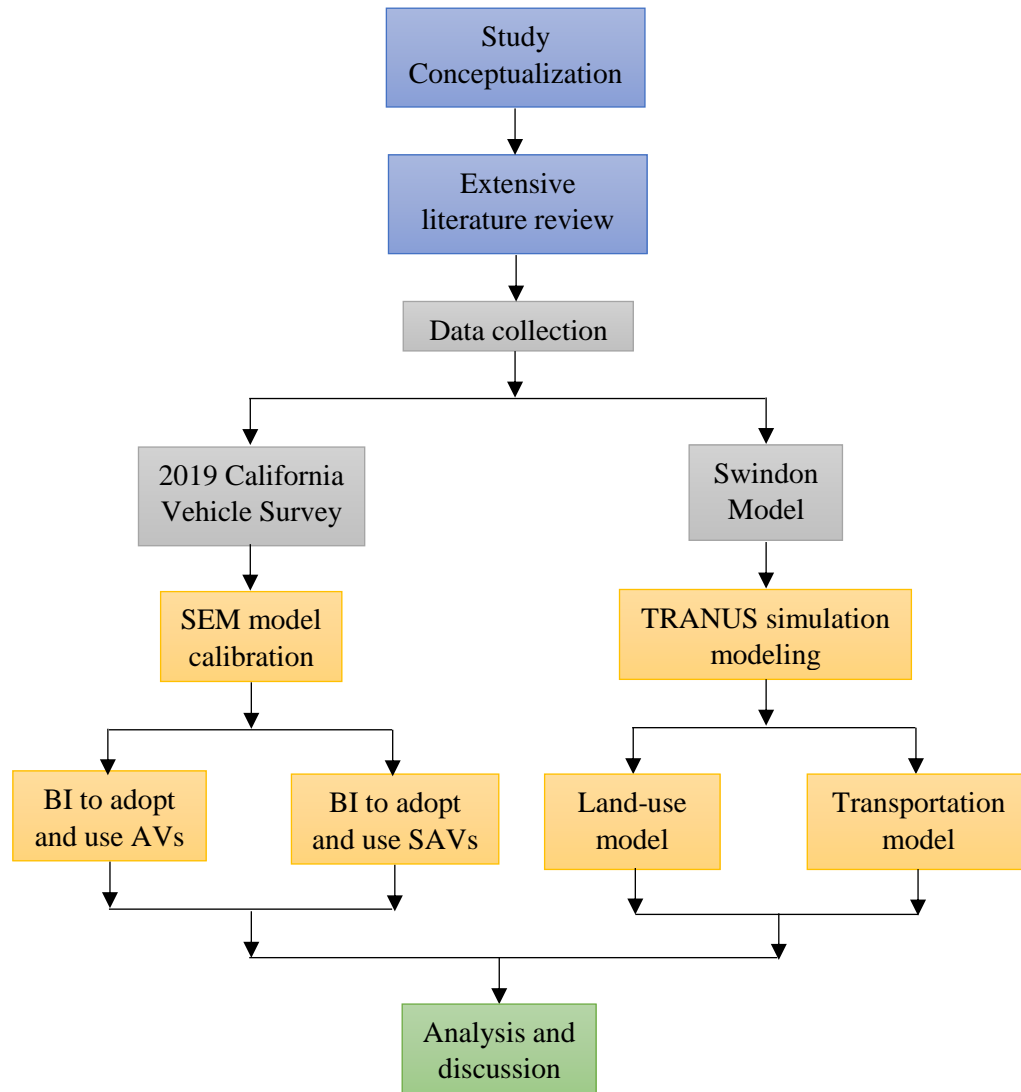 Study
Conceptualization
Extensive
literature review
Data collection
2019 California
Vehicle Survey
Swindon
Model
SEM model
calibration
TRANUS simulation
modeling
BI to adopt
and use AVs
BI to adopt
and use SAVs
Land-use
model
Transportation
model
Analysis and
discussion